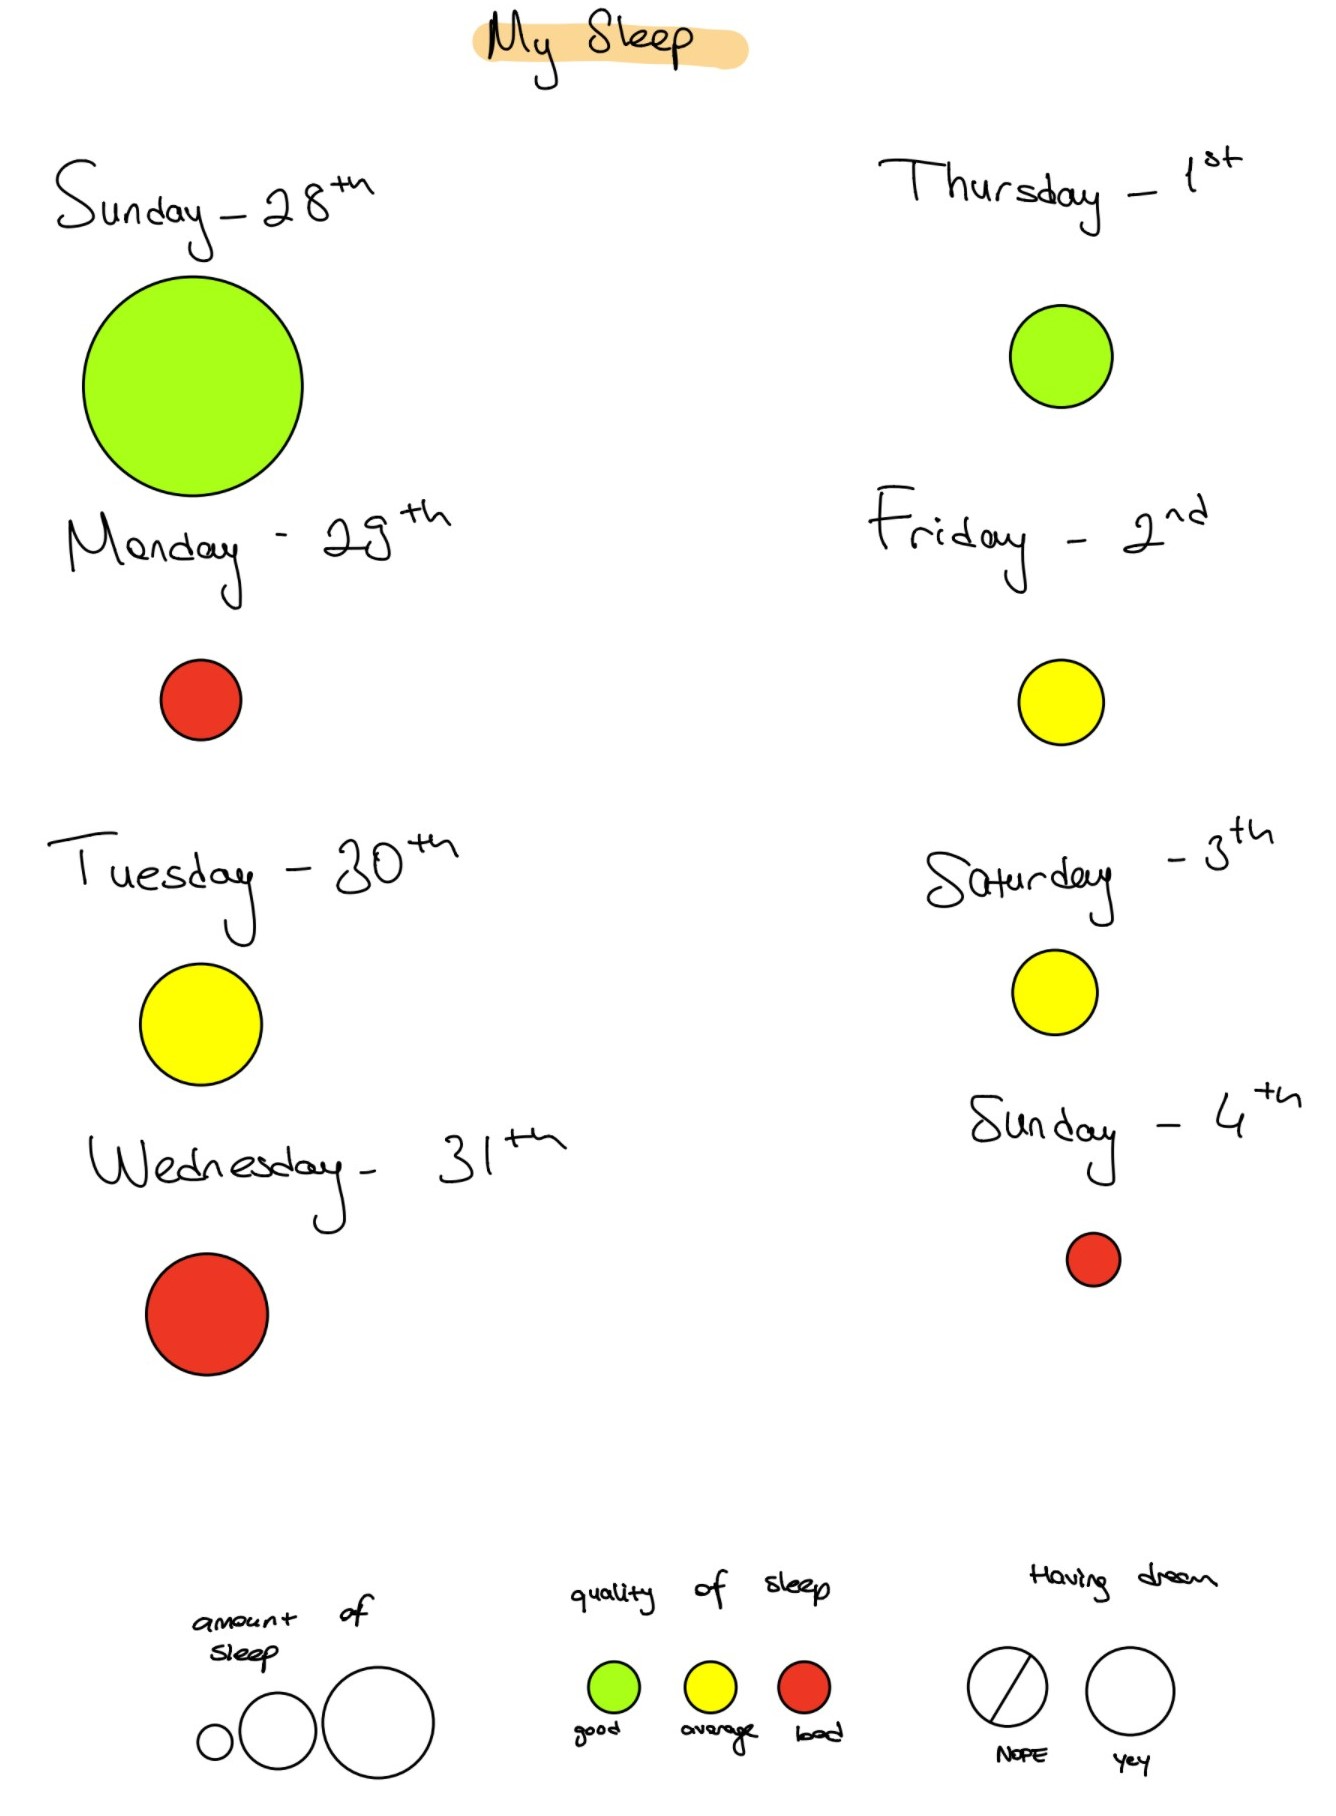 My Sleep
Sunday - 28th
Monday - 29th
Tuesday - 30th
Wednesday - 31th
Thursday - 1st
Friday - 2nd
Saturday - 3th
Sunday - 4th
amount of
sleep
quality of sleep
good average bad
Having dream
NOPE yey